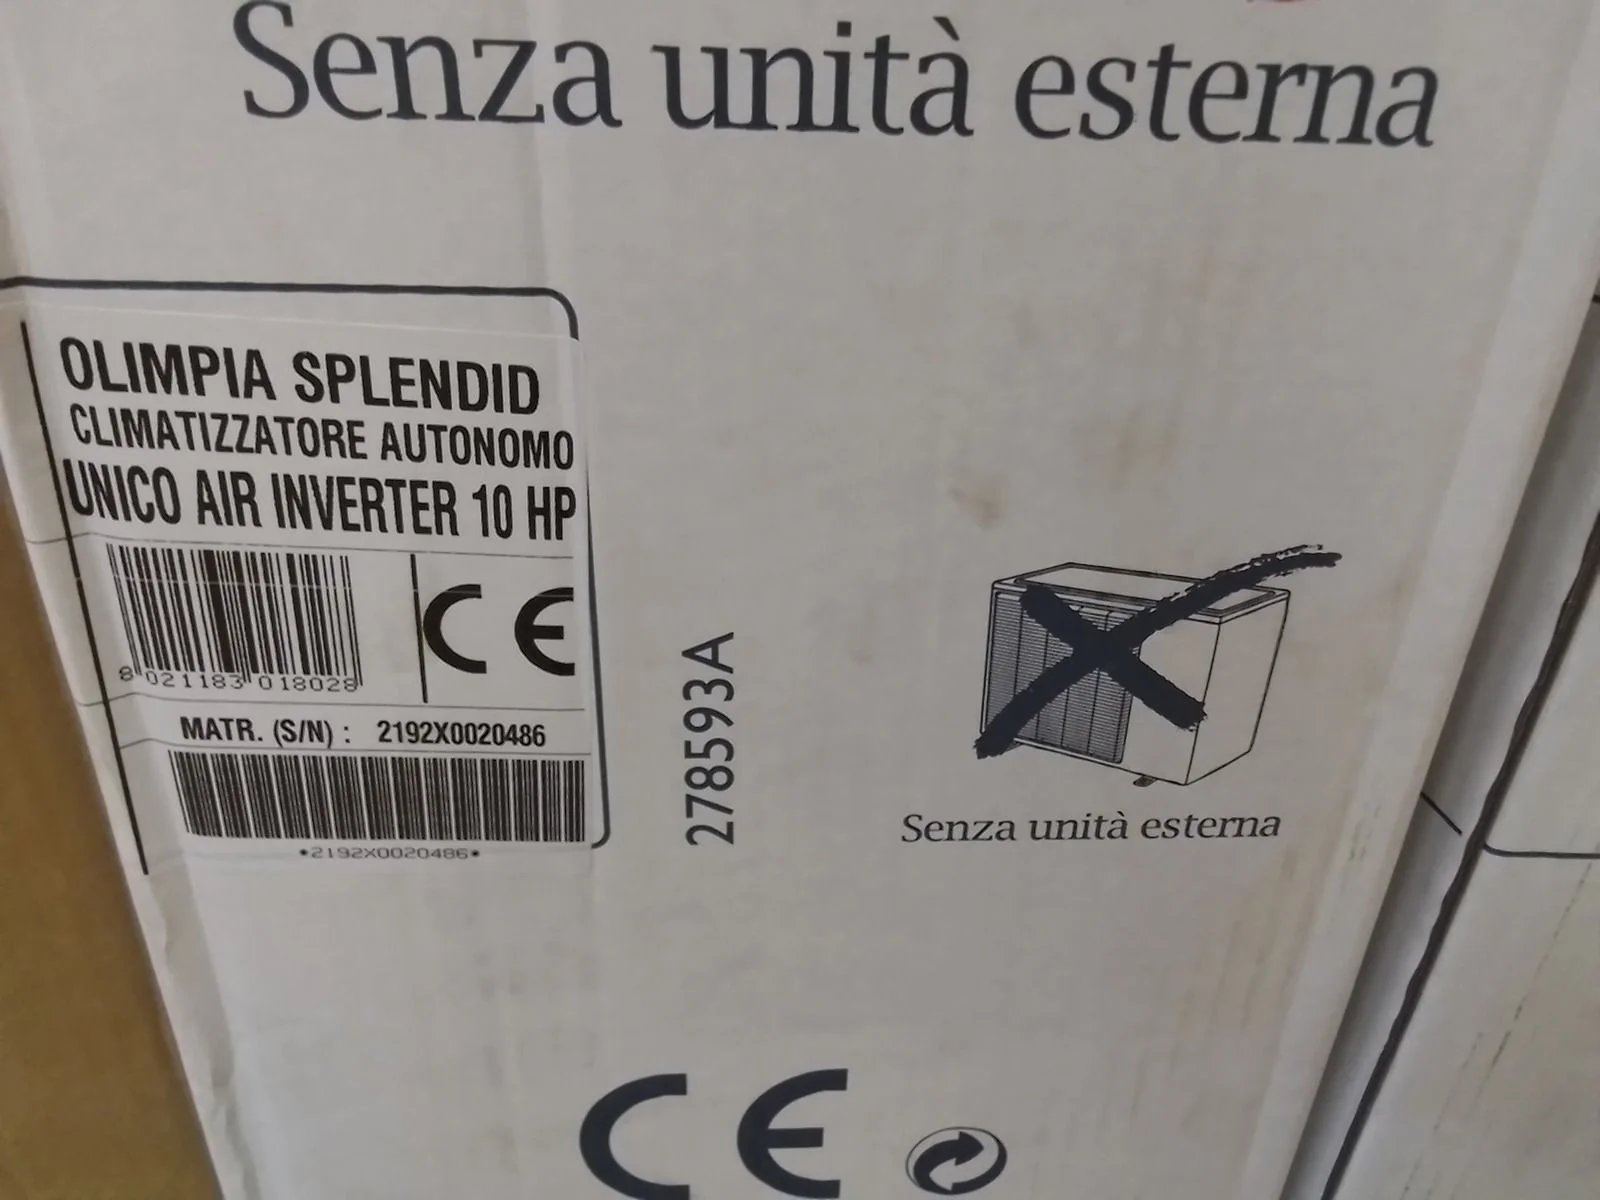 Senza unità esterna
OLIMPIA SPLENDID
CLIMATIZZATORE AUTONOMO
UNICO AIR INVERTER 10 HP
CE
8 021183 018028
MATR. (S/N) : 2192X0020486
*2192X0020486*
278593A
Senza unità esterna
CE